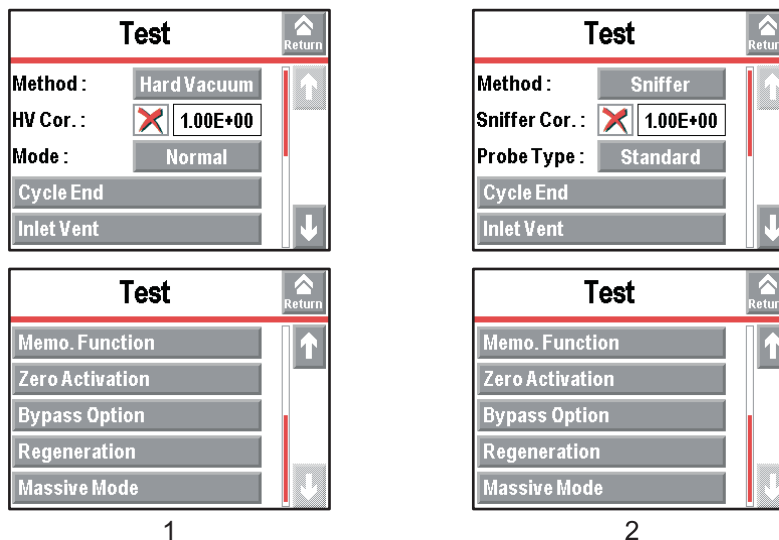 Test
Return
Method :
Hard Vacuum
HV Cor. :
1.00E+00
Mode :
Normal
Cycle End
Inlet Vent
Test
Return
Memo. Function
Zero Activation
Bypass Option
Regeneration
Massive Mode
1
Test
Return
Method :
Sniffer
Sniffer Cor. :
1.00E+00
Probe Type :
Standard
Cycle End
Inlet Vent
Test
Return
Memo. Function
Zero Activation
Bypass Option
Regeneration
Massive Mode
2